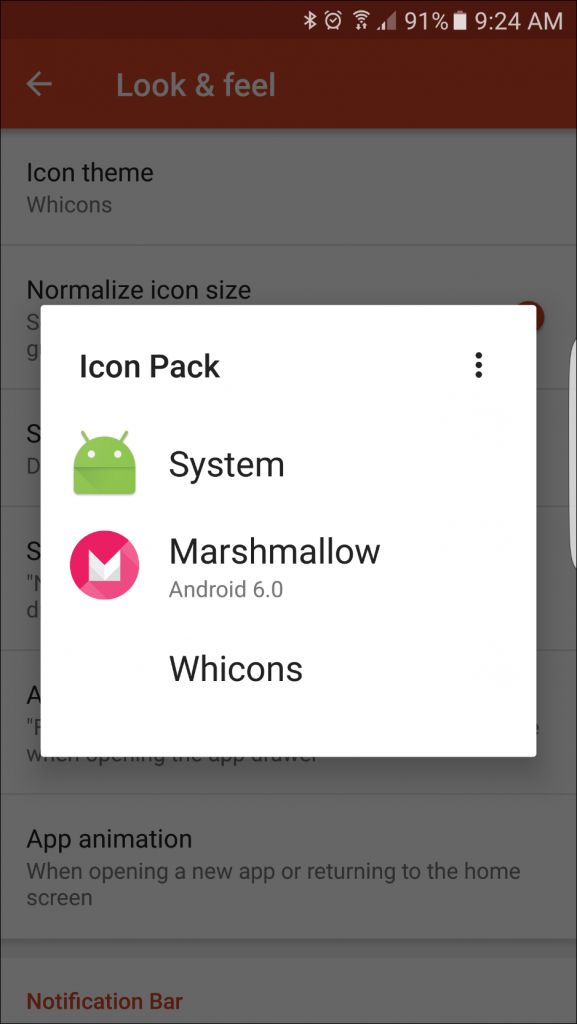 91% 9:24 AM
Look & feel
Icon theme
Whicons
Normalize icon size
S
g
Icon Pack
S
D
System
S
"N
d
Marshmallow
Android 6.0
Whicons
A
"F
when opening the app drawer
App animation
When opening a new app or returning to the home
screen
Notification Bar